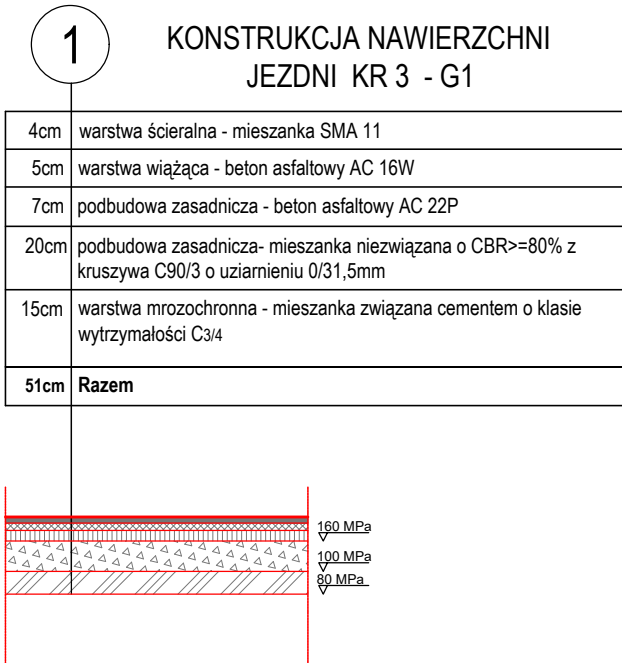 1
KONSTRUKCJA NAWIERZCHNI
JEZDNI KR 3 - G1
4cm warstwa ścieralna - mieszanka SMA 11
5cm warstwa wiążąca - beton asfaltowy AC 16W
7cm podbudowa zasadnicza - beton asfaltowy AC 22P
20cm podbudowa zasadnicza- mieszanka niezwiązana o CBR>=80% z
kruszywa C90/3 o uziarnieniu 0/31,5mm
15cm warstwa mrozochronna - mieszanka związana cementem o klasie
wytrzymałości C3/4
51cm Razem
160 MPa
100 MPa
80 MPa